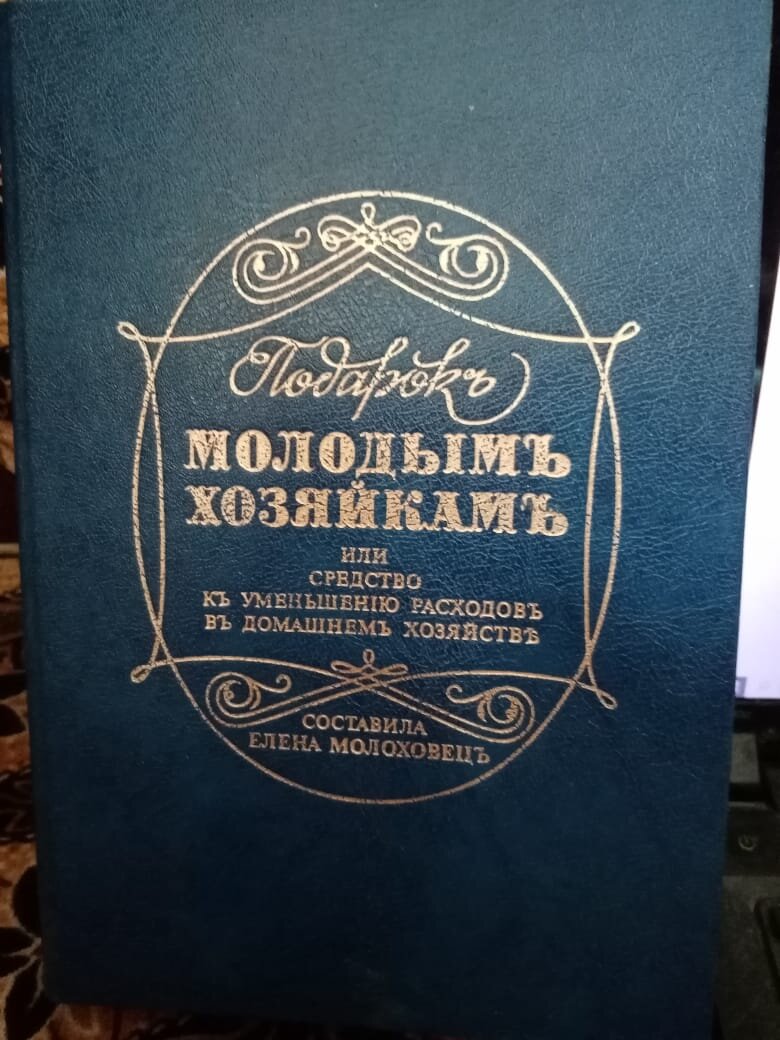 Подарокъ
МОЛОДЫМЪ
ХОЗЯЙКАМЪ
ИЛИ
СРЕДСТВО
КЪ УМЕНЬШЕНІЮ РАСХОДОВЪ
ВЪ ДОМАШНЕМЪ ХОЗЯЙСТВѢ
СОСТАВИЛА
ЕЛЕНА МОЛОХОВЕЦЪ